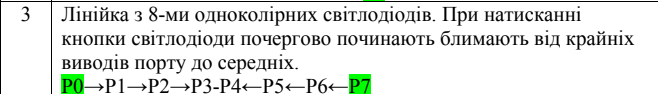 3
Лінійка з 8-ми одноколірних світлодіодів. При натисканні
кнопки світлодіоди почергово починають блимають від крайніх
виводів порту до середніх.
P0→P1→P2→P3-P4←P5←P6←P7